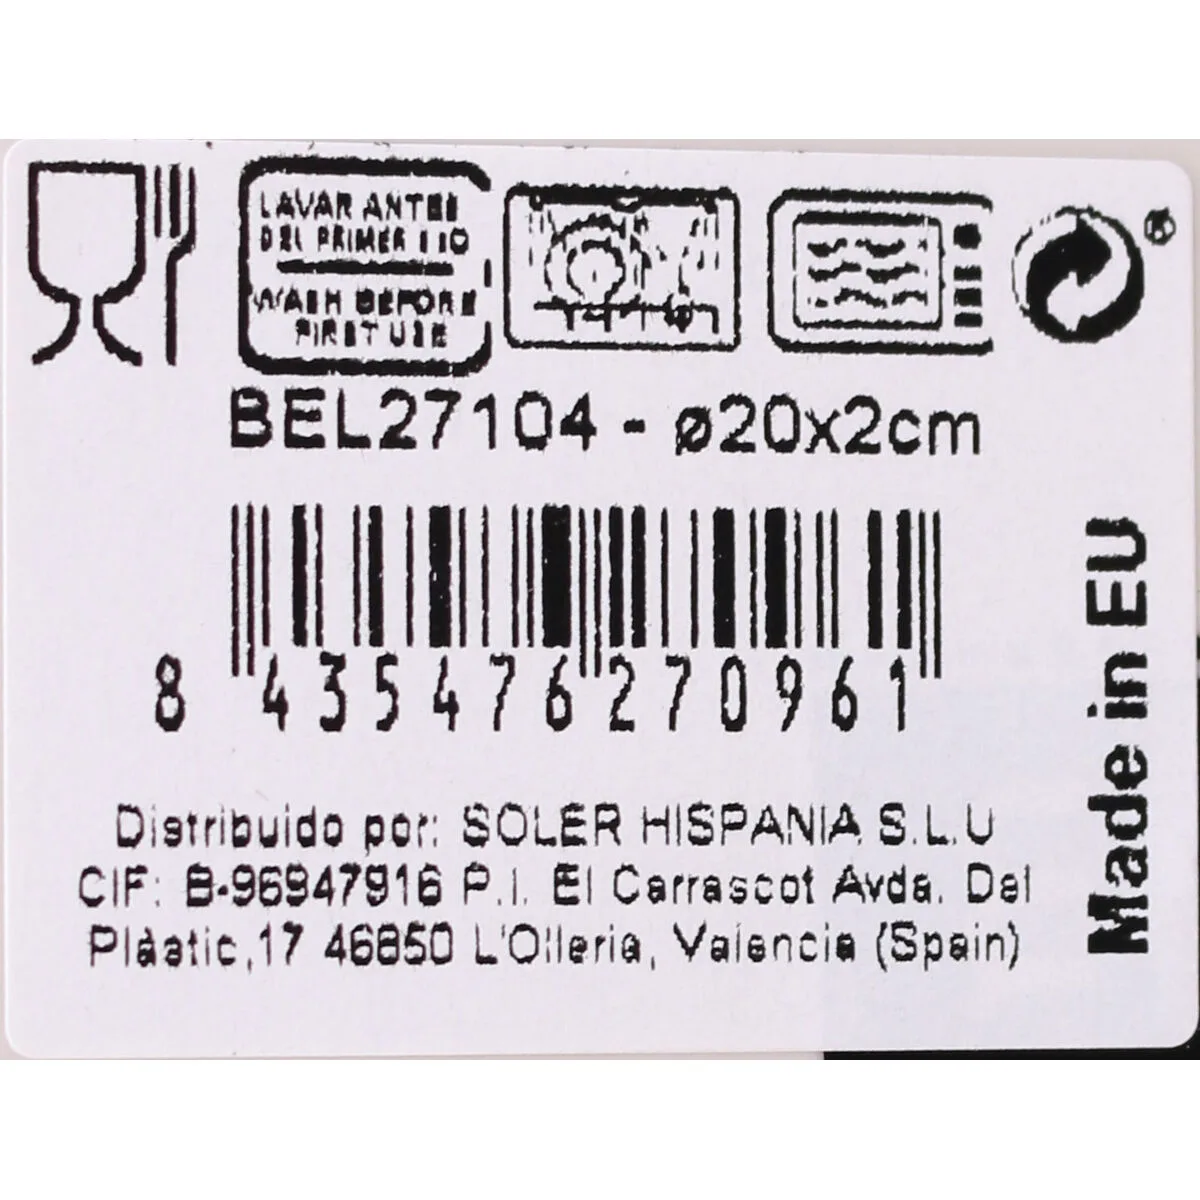 LAVAR ANTES
DEL PRIMER USO
WASH BEFORE
FIRST USE
®
BEL27104 - ø20x2cm
8 435476 270961
Made in EU
Distribuido por: SOLER HISPANIA, S.L.U
CIF: B-96947916 P.I. El Carrascot Avda. Del
Plàstic,17 46850 L'Olleria, Valencia (Spain)